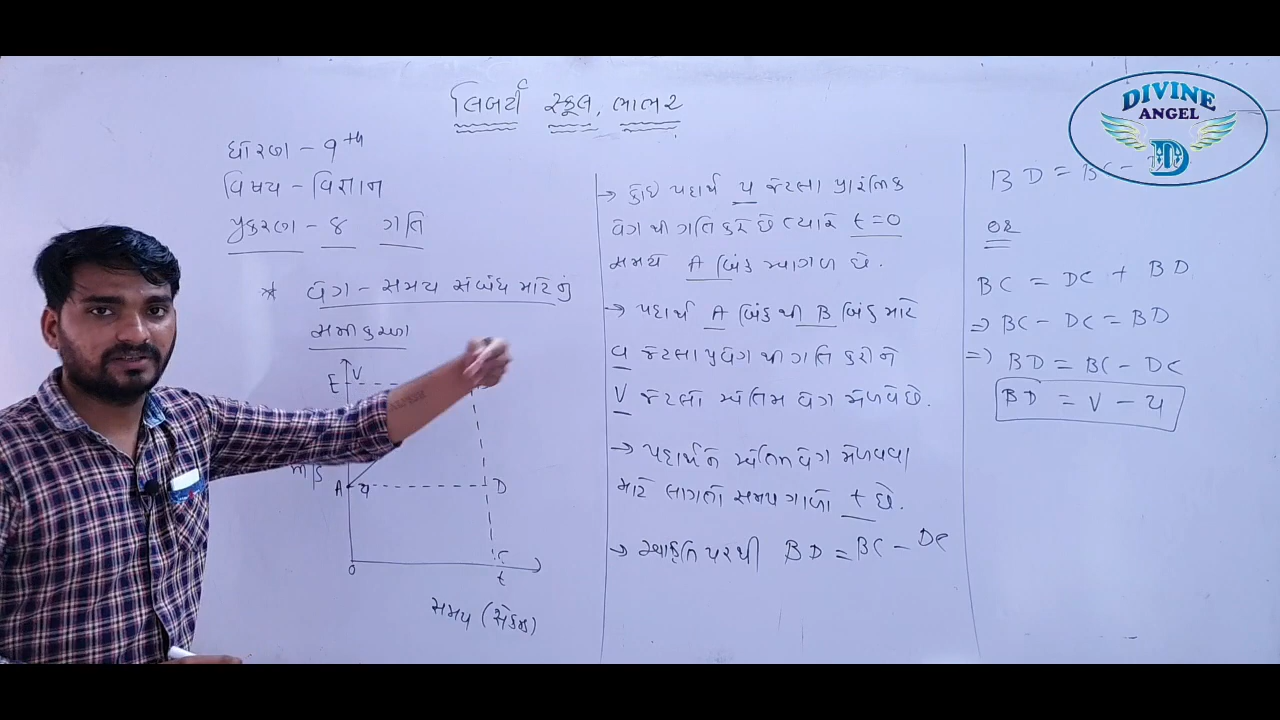 લિબર્ટી સ્કૂલ, લાલર
ધોરણ - 9th
વિષય - વિજ્ઞાન
પ્રકરણ - ૪ ગતિ
* વેગ - સમય સંબંધ માટેનું
સમીકરણ
E V
m/s
A u D
O C
t
સમય (સેકન્ડ)
→ કોઈ પદાર્થ u જેટલા પ્રારંભિક
વેગ થી ગતિ કરે છે ત્યારે t = 0
સમયે A બિંદુ આગળ છે.
→ પદાર્થ A બિંદુ થી B બિંદુ માટે
a જેટલા પ્રવેગ થી ગતિ કરીને
V જેટલો અંતિમ વેગ મેળવે છે.
→ પદાર્થને અંતિમ વેગ મેળવવા
માટે લાગતો સમય ગાળો t છે.
→ આકૃતિ પરથી BD = BC - DC
BD = BC -
OR
BC = DC + BD
⇒ BC - DC = BD
⇒ BD = BC - DC
BD = V - u
DIVINE
ANGEL
D